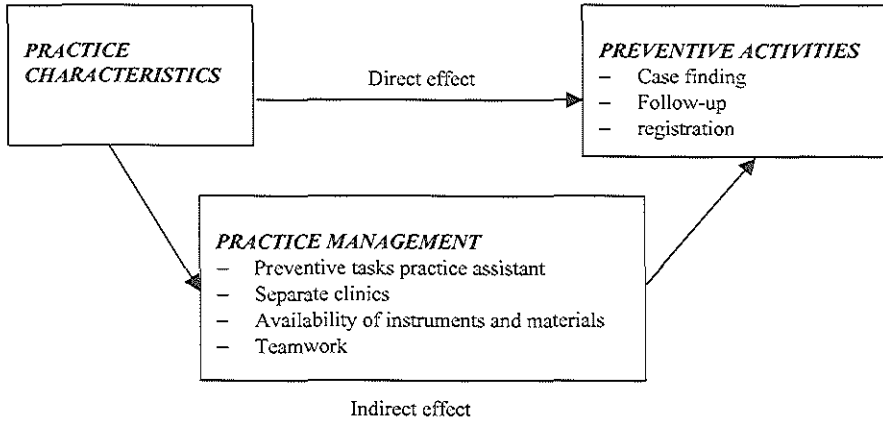 PRACTICE
CHARACTERISTICS
Direct effect
PREVENTIVE ACTIVITIES
– Case finding
– Follow-up
– registration
PRACTICE MANAGEMENT
– Preventive tasks practice assistant
– Separate clinics
– Availability of instruments and materials
– Teamwork
Indirect effect